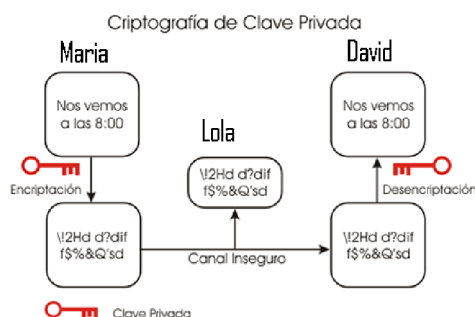 Criptografía de Clave Privada
Maria
David
Nos vemos
a las 8:00
Nos vemos
a las 8:00
Lola
Encriptación
\!2Hd d?dif
f$%&Q'sd
Desencriptación
\!2Hd d?dif
f$%&Q'sd
\!2Hd d?dif
f$%&Q'sd
Canal Inseguro
Clave Privada